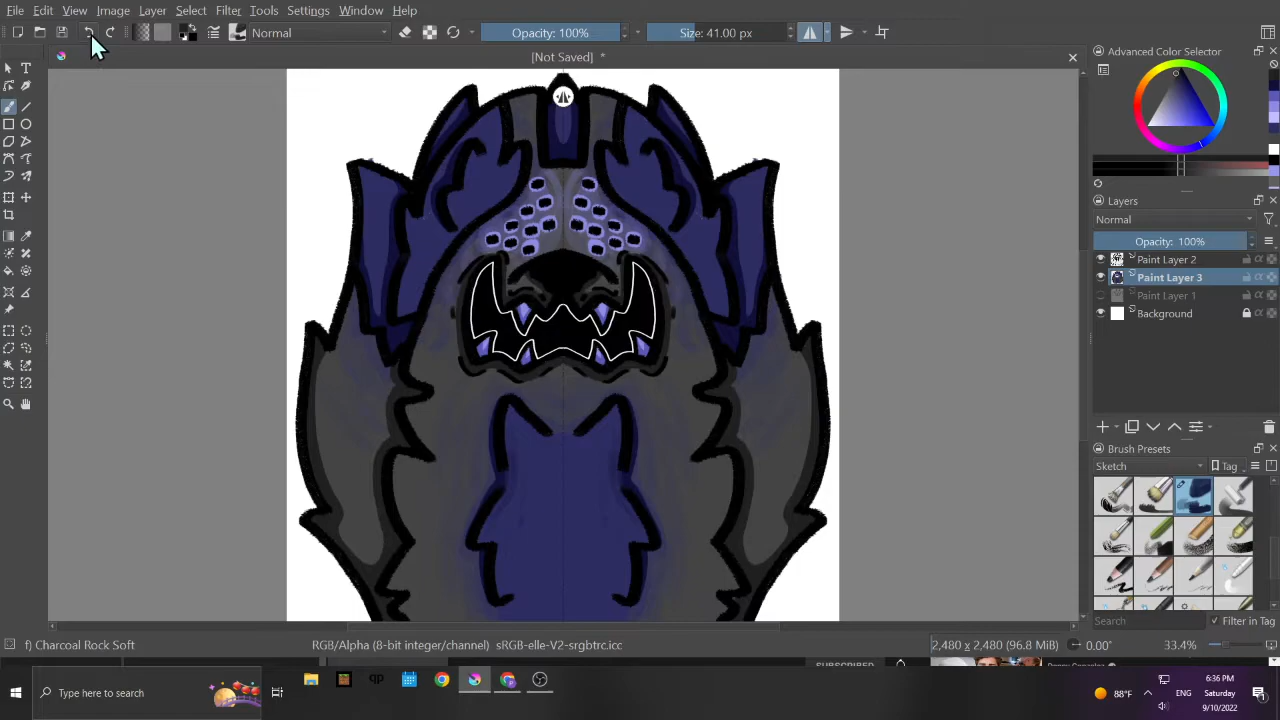 File Edit View Image Layer Select Filter Tools Settings Window Help
Normal Opacity: 100% Size: 41.00 px
[Not Saved] *
Advanced Color Selector
Layers
Normal
Opacity: 100%
Paint Layer 2
Paint Layer 3
Paint Layer 1
Background
Brush Presets
Sketch Tag
Search Filter in Tag
f) Charcoal Rock Soft RGB/Alpha (8-bit integer/channel) sRGB-elle-V2-srgbtrc.icc 2,480 x 2,480 (96.8 MiB) 0.00° 33.4%
SUBSCRIBED
Type here to search qp 88°F ENG 6:36 PM
Saturday
9/10/2022